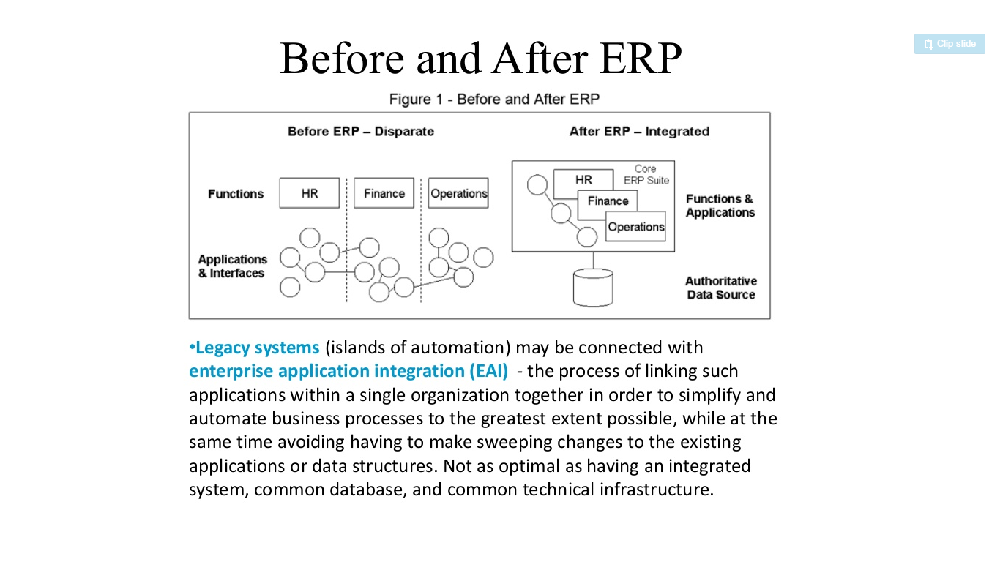 Clip slide
Before and After ERP
Figure 1 - Before and After ERP
Before ERP – Disparate
After ERP – Integrated
Functions
HR
Finance
Operations
Applications
& Interfaces
Core
ERP Suite
HR
Finance
Operations
Functions &
Applications
Authoritative
Data Source
•Legacy systems (islands of automation) may be connected with
enterprise application integration (EAI)  - the process of linking such
applications within a single organization together in order to simplify and
automate business processes to the greatest extent possible, while at the
same time avoiding having to make sweeping changes to the existing
applications or data structures. Not as optimal as having an integrated
system, common database, and common technical infrastructure.